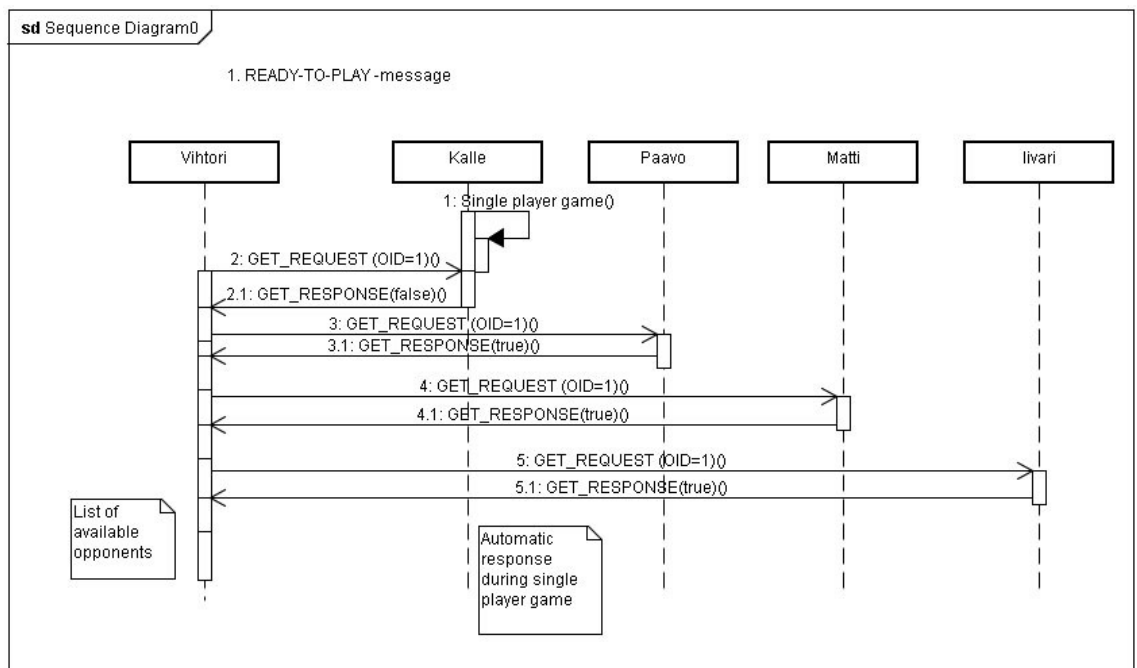 sd Sequence Diagram0
1. READY-TO-PLAY -message
Vihtori
Kalle
Paavo
Matti
Iivari
1: Single player game()
2: GET_REQUEST (OID=1)()
2.1: GET_RESPONSE(false)()
3: GET_REQUEST (OID=1)()
3.1: GET_RESPONSE(true)()
4: GET_REQUEST (OID=1)()
4.1: GET_RESPONSE(true)()
5: GET_REQUEST (OID=1)()
5.1: GET_RESPONSE(true)()
List of
available
opponents
Automatic
response
during single
player game